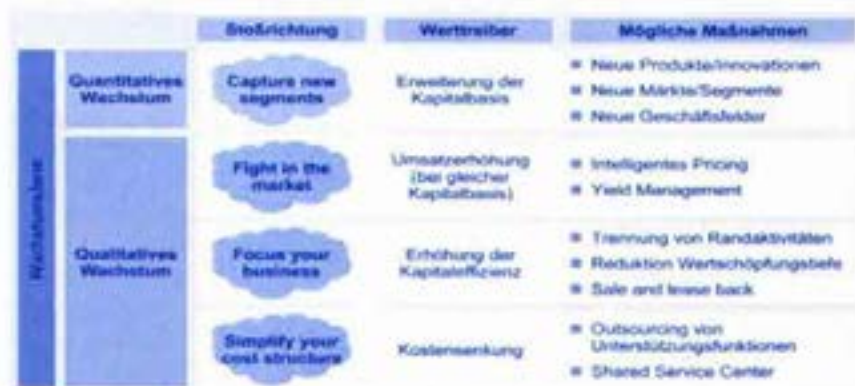 Stoßrichtung
Werttreiber
Mögliche Maßnahmen
Quantitatives
Wachstum
Capture new
segments
Erweiterung der
Kapitalbasis
Neue Produkte/Innovationen
Neue Märkte/Segmente
Neue Geschäftsfelder
Qualitatives
Wachstum
Fight in the
market
Umsatzerhöhung
(bei gleicher
Kapitalbasis)
Intelligentes Pricing
Yield Management
Focus your
business
Erhöhung der
Kapitaleffizienz
Trennung von Randaktivitäten
Reduktion Wertschöpfungstiefe
Sale and lease back
Simplify your
cost structure
Kostensenkung
Outsourcing von
Unterstützungsfunktionen
Shared Service Center